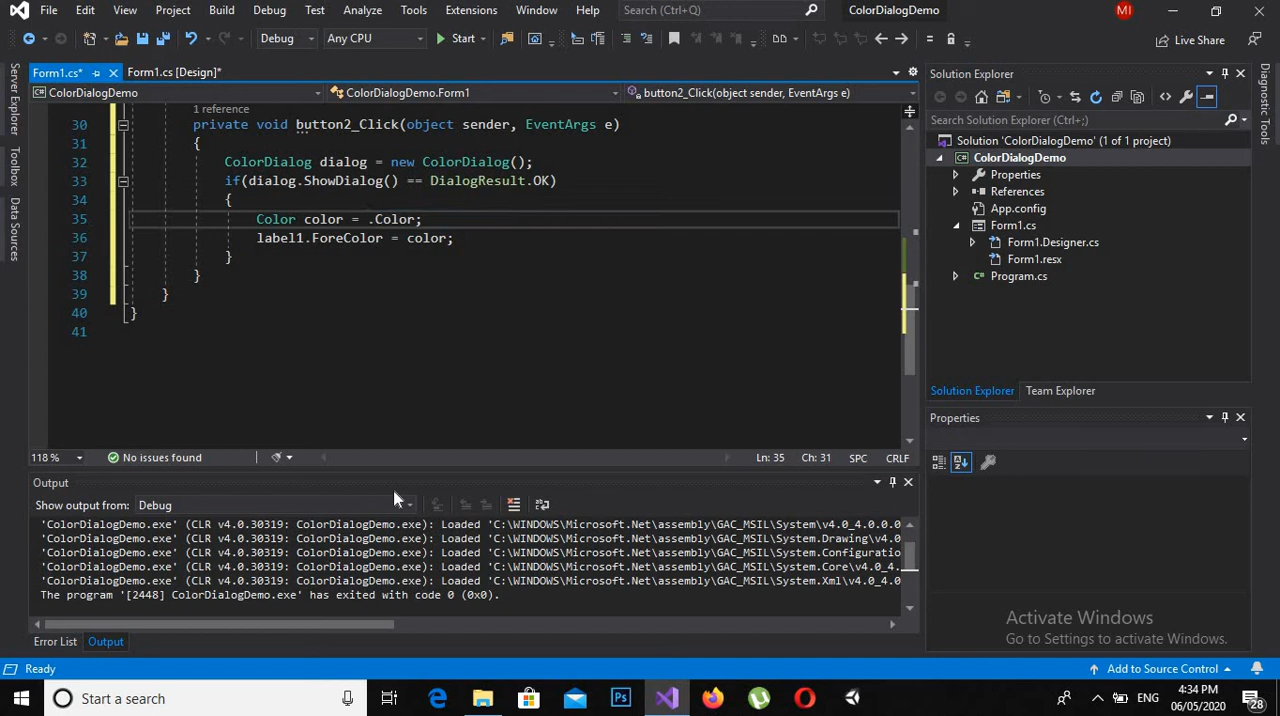 File Edit View Project Build Debug Test Analyze Tools Extensions Window Help Search (Ctrl+Q) ColorDialogDemo MI
Debug Any CPU Start Live Share
Form1.cs* Form1.cs [Design]*
Solution Explorer
ColorDialogDemo ColorDialogDemo.Form1 button2_Click(object sender, EventArgs e)
Search Solution Explorer (Ctrl+;)
Server Explorer
Toolbox
Data Sources
1 reference
30 private void button2_Click(object sender, EventArgs e)
31 {
32 ColorDialog dialog = new ColorDialog();
33 if(dialog.ShowDialog() == DialogResult.OK)
34 {
35 Color color = .Color;
36 label1.ForeColor = color;
37 }
38 }
39 }
40 }
41
Solution 'ColorDialogDemo' (1 of 1 project)
ColorDialogDemo
Properties
References
App.config
Form1.cs
Form1.Designer.cs
Form1.resx
Program.cs
Solution Explorer Team Explorer
Diagnostic Tools
Properties
118 % No issues found Ln: 35 Ch: 31 SPC CRLF
Output
Show output from: Debug
'ColorDialogDemo.exe' (CLR v4.0.30319: ColorDialogDemo.exe): Loaded 'C:\WINDOWS\Microsoft.Net\assembly\GAC_MSIL\System\v4.0_4.0.0.0
'ColorDialogDemo.exe' (CLR v4.0.30319: ColorDialogDemo.exe): Loaded 'C:\WINDOWS\Microsoft.Net\assembly\GAC_MSIL\System.Drawing\v4.0
'ColorDialogDemo.exe' (CLR v4.0.30319: ColorDialogDemo.exe): Loaded 'C:\WINDOWS\Microsoft.Net\assembly\GAC_MSIL\System.Configuratio
'ColorDialogDemo.exe' (CLR v4.0.30319: ColorDialogDemo.exe): Loaded 'C:\WINDOWS\Microsoft.Net\assembly\GAC_MSIL\System.Core\v4.0_4.
'ColorDialogDemo.exe' (CLR v4.0.30319: ColorDialogDemo.exe): Loaded 'C:\WINDOWS\Microsoft.Net\assembly\GAC_MSIL\System.Xml\v4.0_4.0
The program '[2448] ColorDialogDemo.exe' has exited with code 0 (0x0).
Activate Windows
Go to Settings to activate Windows.
Error List Output
Ready Add to Source Control
Start a search Ps ENG 4:34 PM
06/05/2020 28